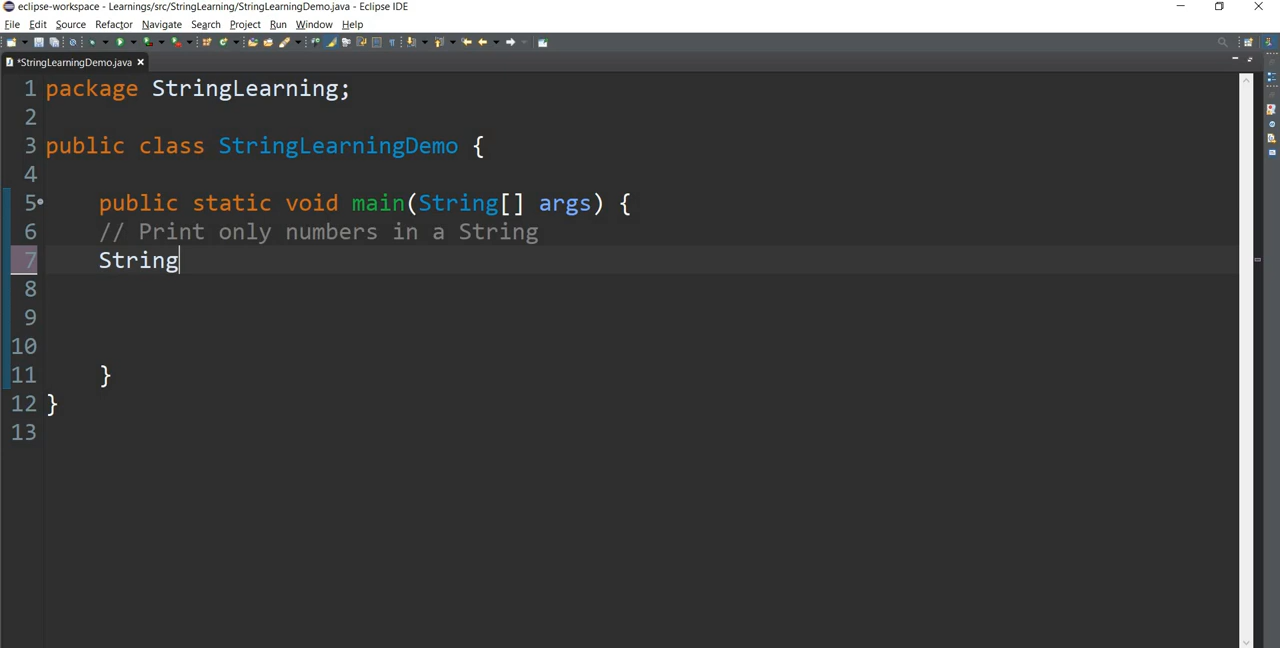 eclipse-workspace - Learnings/src/StringLearning/StringLearningDemo.java - Eclipse IDE
File Edit Source Refactor Navigate Search Project Run Window Help
*StringLearningDemo.java
1 package StringLearning;
2
3 public class StringLearningDemo {
4
5 public static void main(String[] args) {
6 // Print only numbers in a String
7 String
8
9
10
11 }
12 }
13